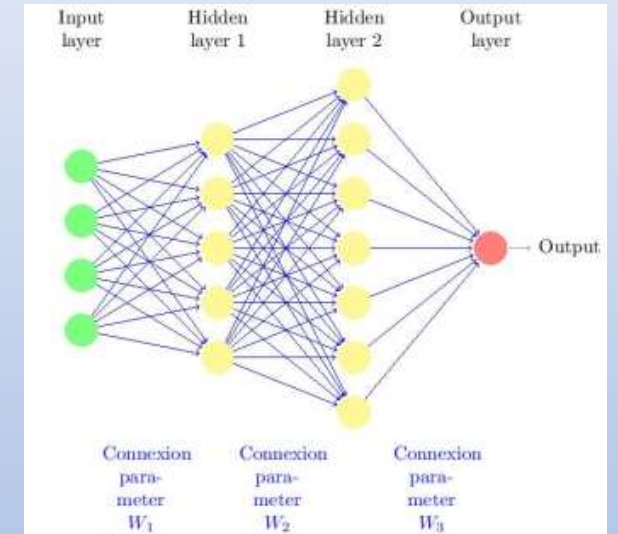 Input
layer
Hidden
layer 1
Hidden
layer 2
Output
layer
Output
Connexion
para-
meter
W₁
Connexion
para-
meter
W₂
Connexion
para-
meter
W₃